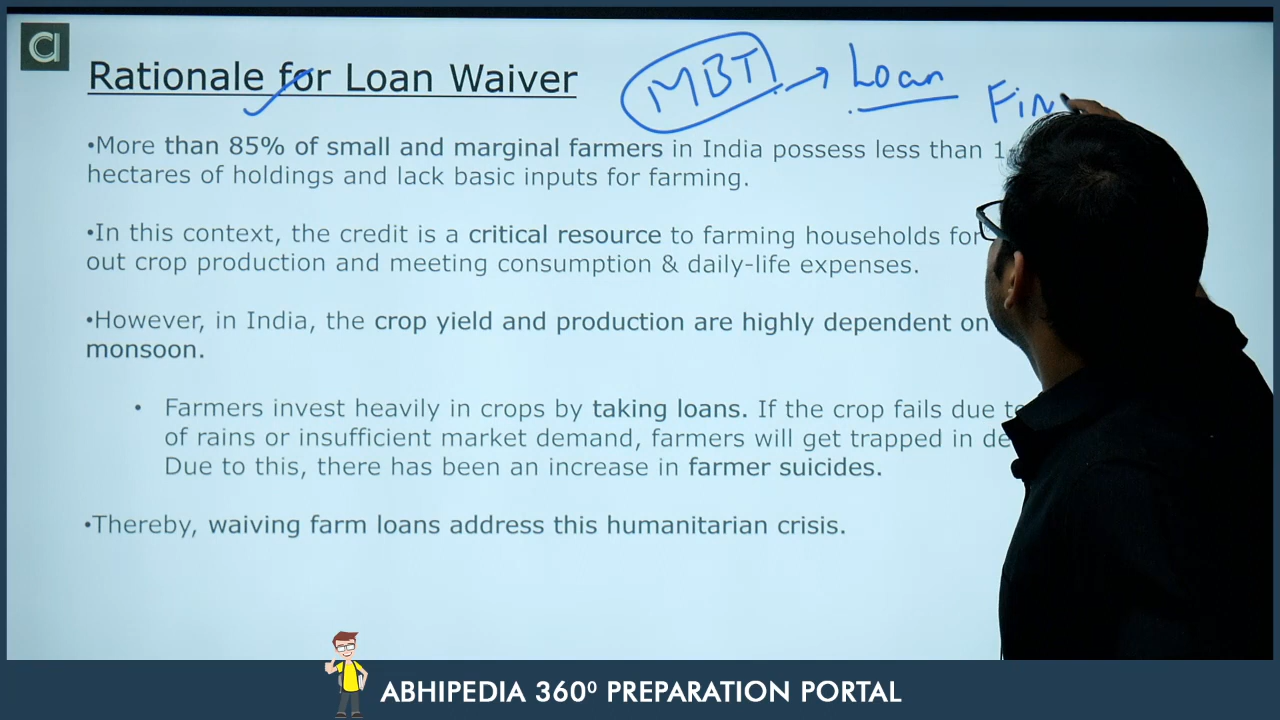 Rationale for Loan Waiver
MBT → Loan
FIN
•More than 85% of small and marginal farmers in India possess less than 1
hectares of holdings and lack basic inputs for farming.
•In this context, the credit is a critical resource to farming households for
out crop production and meeting consumption & daily-life expenses.
•However, in India, the crop yield and production are highly dependent on
monsoon.
• Farmers invest heavily in crops by taking loans. If the crop fails due to
of rains or insufficient market demand, farmers will get trapped in de
Due to this, there has been an increase in farmer suicides.
•Thereby, waiving farm loans address this humanitarian crisis.
ABHIPEDIA 360⁰ PREPARATION PORTAL